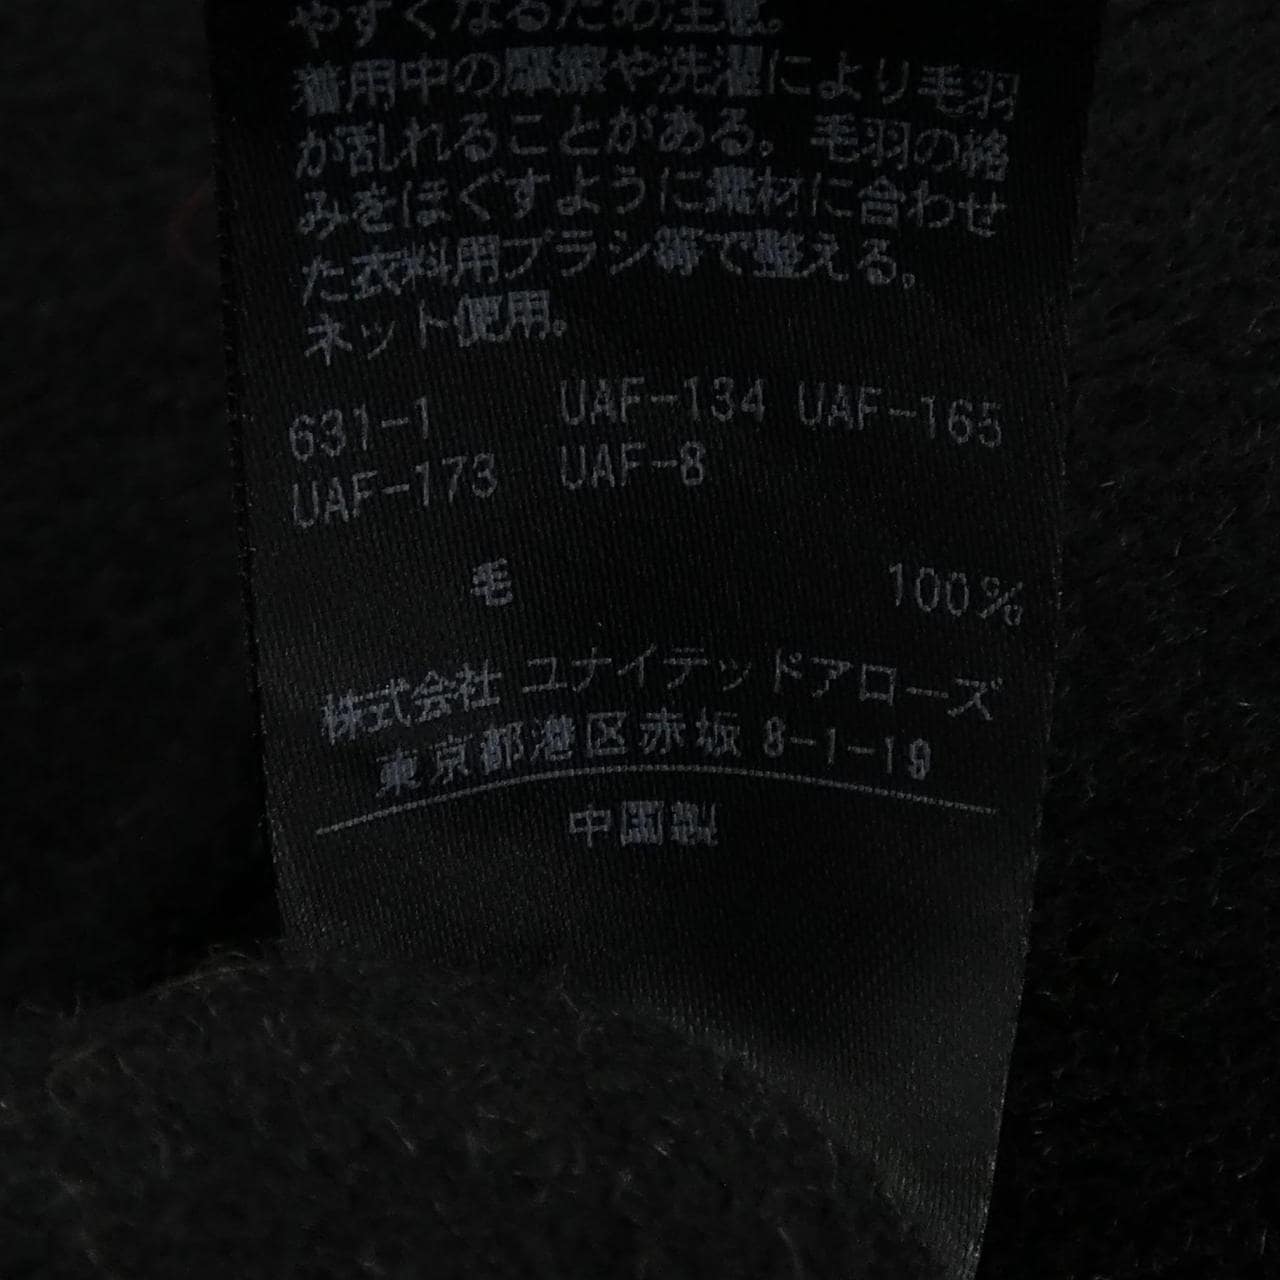 やすくなるため注意。
着用中の摩擦や洗濯により毛羽
が乱れることがある。毛羽の絡
みをほぐすように素材に合わせ
た衣料用ブラシ等で整える。
ネット使用。
631-1 UAF-134 UAF-165
UAF-173 UAF-8
毛 100%
株式会社 ユナイテッドアローズ
東京都港区赤坂 8-1-19
中国製